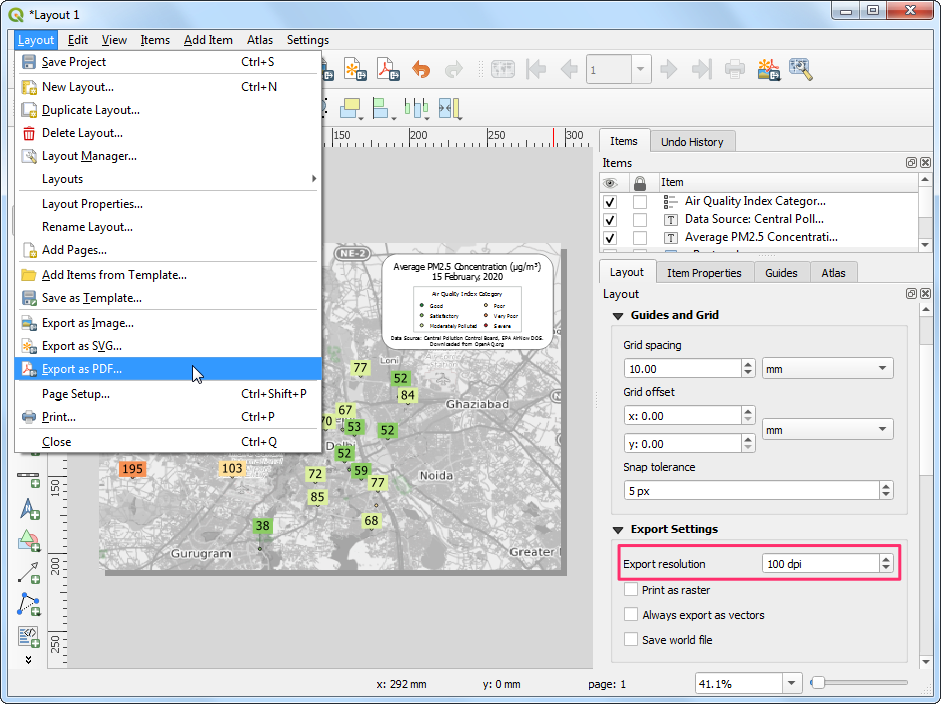 *Layout 1
Layout Edit View Items Add Item Atlas Settings
Save Project Ctrl+S
New Layout... Ctrl+N
Duplicate Layout...
Delete Layout...
Layout Manager...
Layouts
Layout Properties...
Rename Layout...
Add Pages...
Add Items from Template...
Save as Template...
Export as Image...
Export as SVG...
Export as PDF...
Page Setup... Ctrl+Shift+P
Print... Ctrl+P
Close Ctrl+Q
1
150 200 250 300
150
200
250
NE-2
Average PM2.5 Concentration (µg/m³)
15 February, 2020
Air Quality Index Category
Good Poor
Satisfactory Very Poor
Moderately Polluted Severe
Data Source: Central Pollution Control Board, EPA AirNow DOS.
Downloaded from OpenAQ.org
Loni
77
52
84
Ghaziabad
67
70
53
52
Delhi
52
195
103
72
59
77
Noida
85
38
68
Gurugram
Greater
Items Undo History
Items
Item
Air Quality Index Categor...
Data Source: Central Poll...
Average PM2.5 Concentrati...
Layout Item Properties Guides Atlas
Layout
Guides and Grid
Grid spacing
10.00 mm
Grid offset
x: 0.00
mm
y: 0.00
Snap tolerance
5 px
Export Settings
Export resolution 100 dpi
Print as raster
Always export as vectors
Save world file
x: 292 mm y: 0 mm page: 1 41.1%